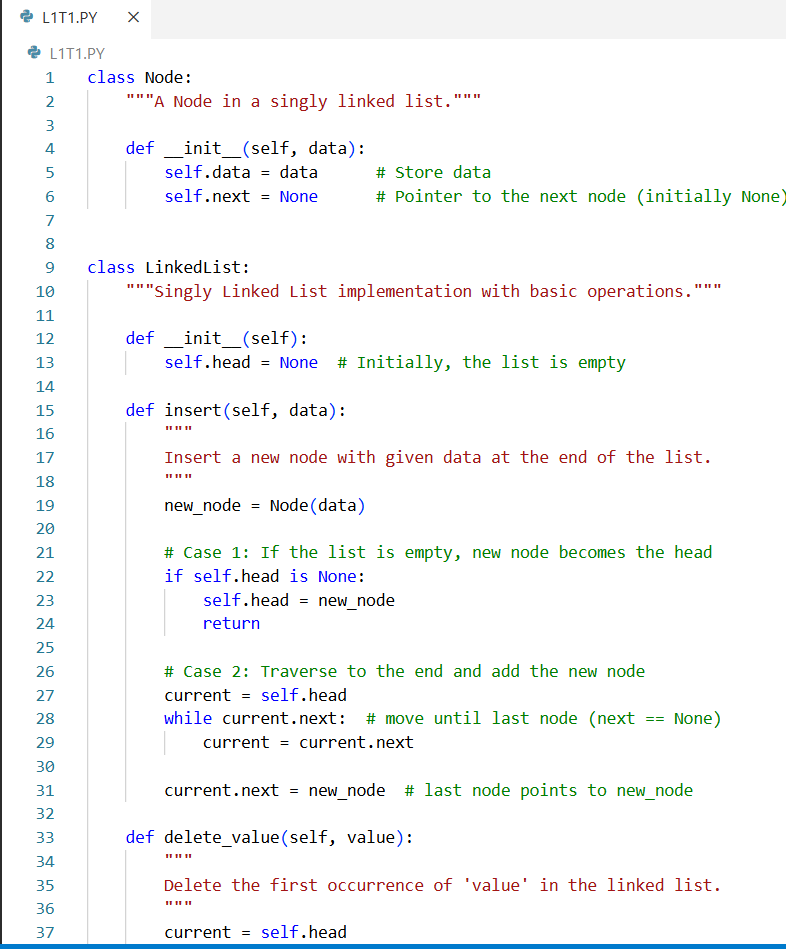 L1T1.PY
L1T1.PY
1 class Node:
2     """A Node in a singly linked list."""
3
4     def __init__(self, data):
5         self.data = data      # Store data
6         self.next = None      # Pointer to the next node (initially None)
7
8
9 class LinkedList:
10     """Singly Linked List implementation with basic operations."""
11
12     def __init__(self):
13         self.head = None  # Initially, the list is empty
14
15     def insert(self, data):
16         """
17         Insert a new node with given data at the end of the list.
18         """
19         new_node = Node(data)
20
21         # Case 1: If the list is empty, new node becomes the head
22         if self.head is None:
23             self.head = new_node
24             return
25
26         # Case 2: Traverse to the end and add the new node
27         current = self.head
28         while current.next:  # move until last node (next == None)
29             current = current.next
30
31         current.next = new_node  # last node points to new_node
32
33     def delete_value(self, value):
34         """
35         Delete the first occurrence of 'value' in the linked list.
36         """
37         current = self.head